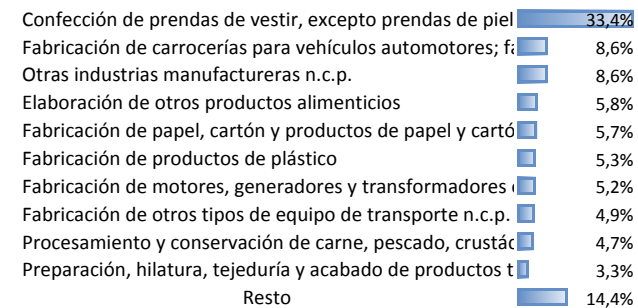 Confección de prendas de vestir, excepto prendas de piel 33,4%
Fabricación de carrocerías para vehículos automotores; fa 8,6%
Otras industrias manufactureras n.c.p. 8,6%
Elaboración de otros productos alimenticios 5,8%
Fabricación de papel, cartón y productos de papel y cartó 5,7%
Fabricación de productos de plástico 5,3%
Fabricación de motores, generadores y transformadores 5,2%
Fabricación de otros tipos de equipo de transporte n.c.p. 4,9%
Procesamiento y conservación de carne, pescado, crustác 4,7%
Preparación, hilatura, tejeduría y acabado de productos t 3,3%
Resto 14,4%